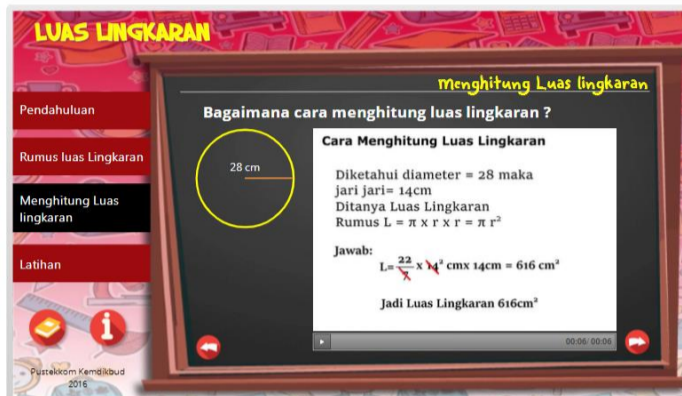 LUAS LINGKARAN
Menghitung Luas lingkaran
Pendahuluan
Rumus luas Lingkaran
Menghitung Luas
lingkaran
Latihan
Pustekkom Kemdikbud
2016
Bagaimana cara menghitung luas lingkaran ?
28 cm
Cara Menghitung Luas Lingkaran
Diketahui diameter = 28 maka
jari jari= 14cm
Ditanya Luas Lingkaran
Rumus L = π x r x r = π r²
Jawab:
L= 22/7 x 14² cmx 14cm = 616 cm²
Jadi Luas Lingkaran 616cm²
00:06/ 00:06